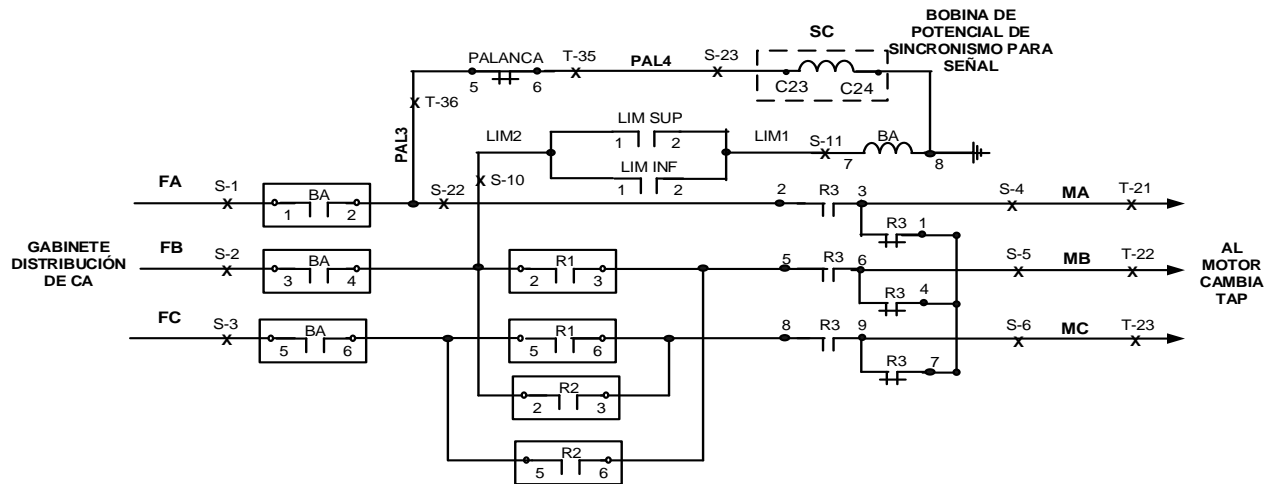 BOBINA DE
POTENCIAL DE
SINCRONISMO PARA
SEÑAL
SC
PALANCA
T-35
PAL4
S-23
5
6
C23
C24
T-36
PAL3
LIM SUP
1
2
LIM2
LIM1
S-11
BA
7
8
LIM INF
1
2
S-10
FA
S-1
BA
1
2
S-22
2
R3
3
S-4
MA
T-21
R3
1
GABINETE
DISTRIBUCIÓN
DE CA
FB
S-2
BA
3
4
R1
2
3
5
R3
6
S-5
MB
T-22
AL
MOTOR
CAMBIA
TAP
R3
4
FC
S-3
BA
5
6
R1
5
6
8
R3
9
S-6
MC
T-23
R3
7
R2
2
3
R2
5
6